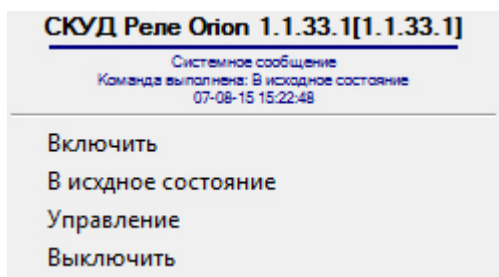 СКУД Реле Orion 1.1.33.1[1.1.33.1]
Системное сообщение
Команда выполнена: В исходное состояние
07-08-15 15:22:48
Включить
В исхдное состояние
Управление
Выключить